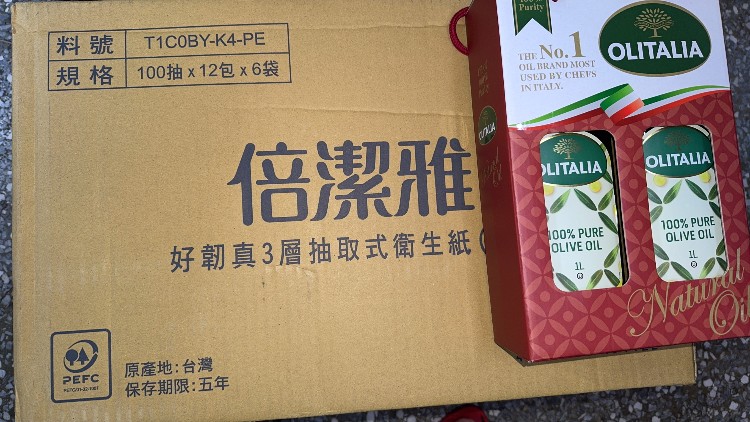 料號 T1C0BY-K4-PE
規格 100抽 x 12包 x 6袋
倍潔雅
好韌真3層抽取式衛生紙
PEFC
原產地:台灣
保存期限:五年
100%
Purity
THE No.1
OIL BRAND MOST
USED BY CHEFS
IN ITALY.
OLITALIA
OLITALIA
OLITALIA
100% PURE
OLIVE OIL
1L
OLITALIA
100% PURE
OLIVE OIL
1L
Natural
Oil